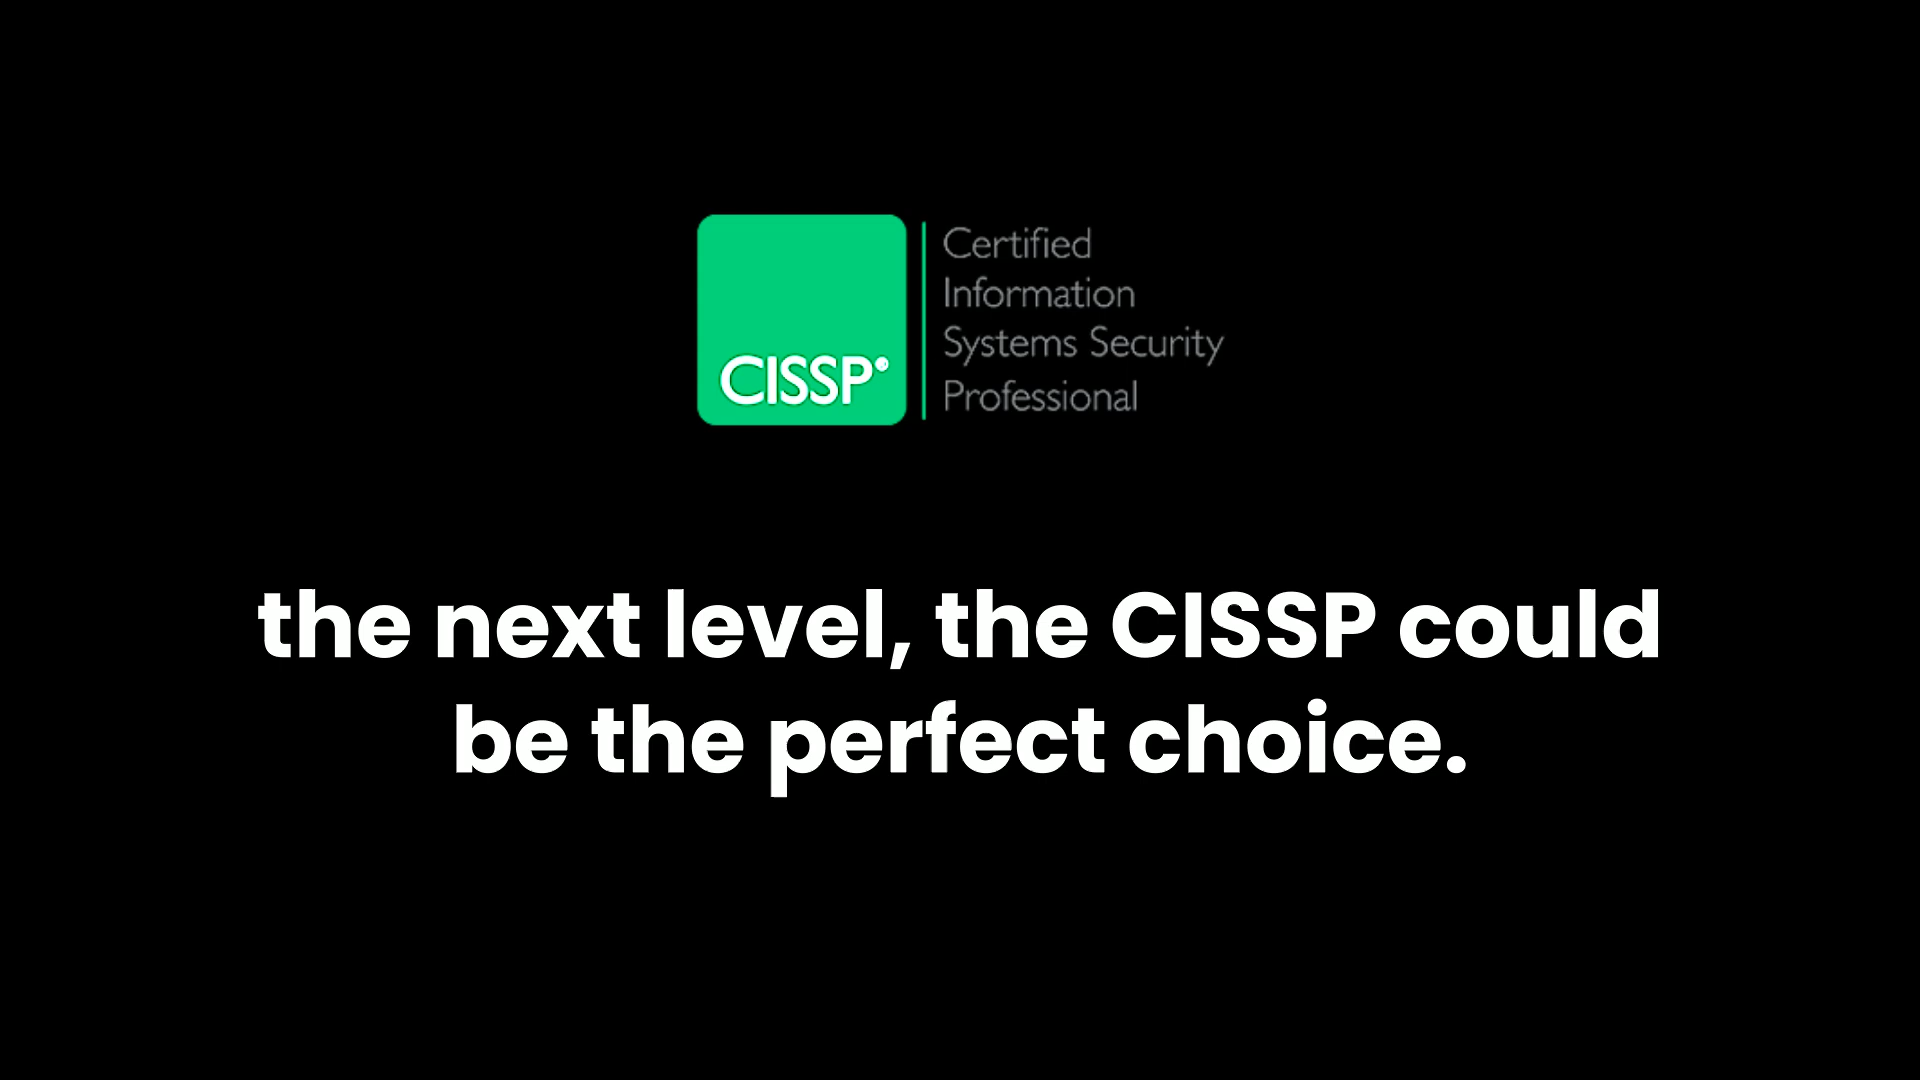 CISSP®
Certified
Information
Systems Security
Professional
the next level, the CISSP could
be the perfect choice.